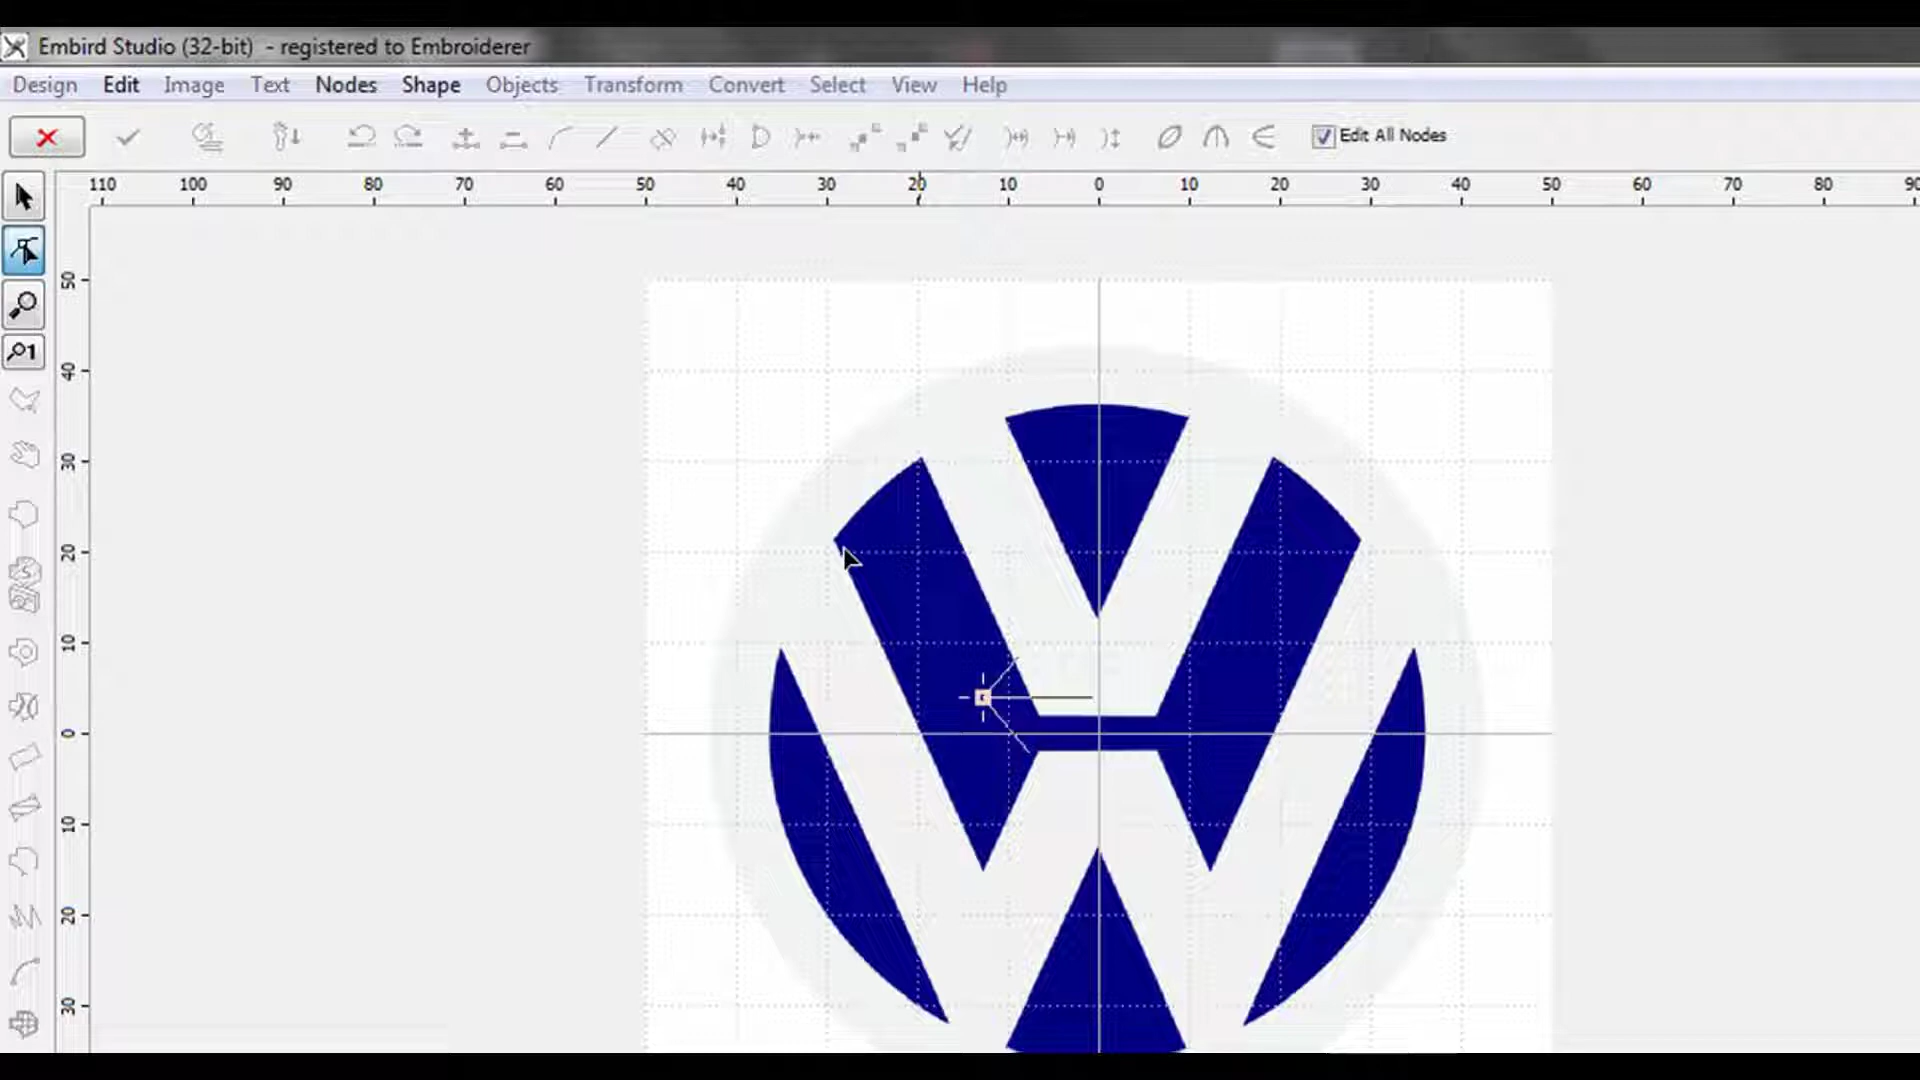 Embird Studio (32-bit) - registered to Embroiderer
Design Edit Image Text Nodes Shape Objects Transform Convert Select View Help
Edit All Nodes
110 100 90 80 70 60 50 40 30 20 10 0 10 20 30 40 50 60 70 80 90
50
40
30
20
10
0
10
20
30
1